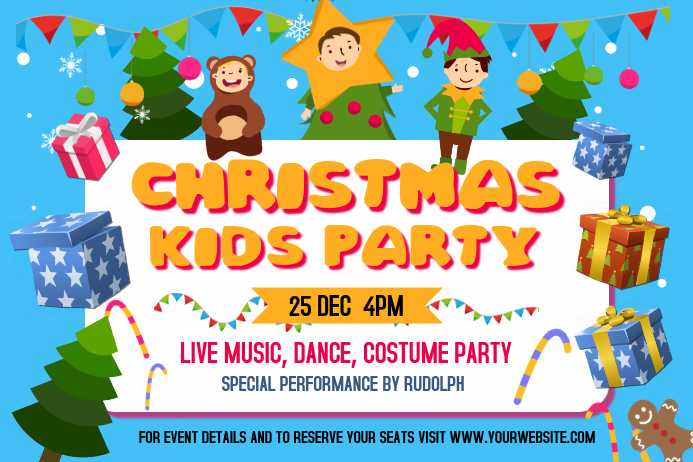 CHRISTMAS
KIDS PARTY
25 DEC 4PM
LIVE MUSIC, DANCE, COSTUME PARTY
SPECIAL PERFORMANCE BY RUDOLPH
FOR EVENT DETAILS AND TO RESERVE YOUR SEATS VISIT WWW.YOURWEBSITE.COM